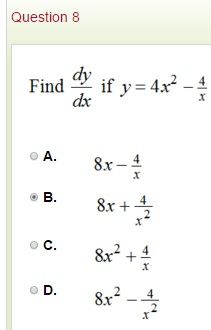 Question 8
Find dy/dx if y = 4x² − 4/x
A. 8x − 4/x
B. 8x + 4/x²
C. 8x² + 4/x
D. 8x² − 4/x²